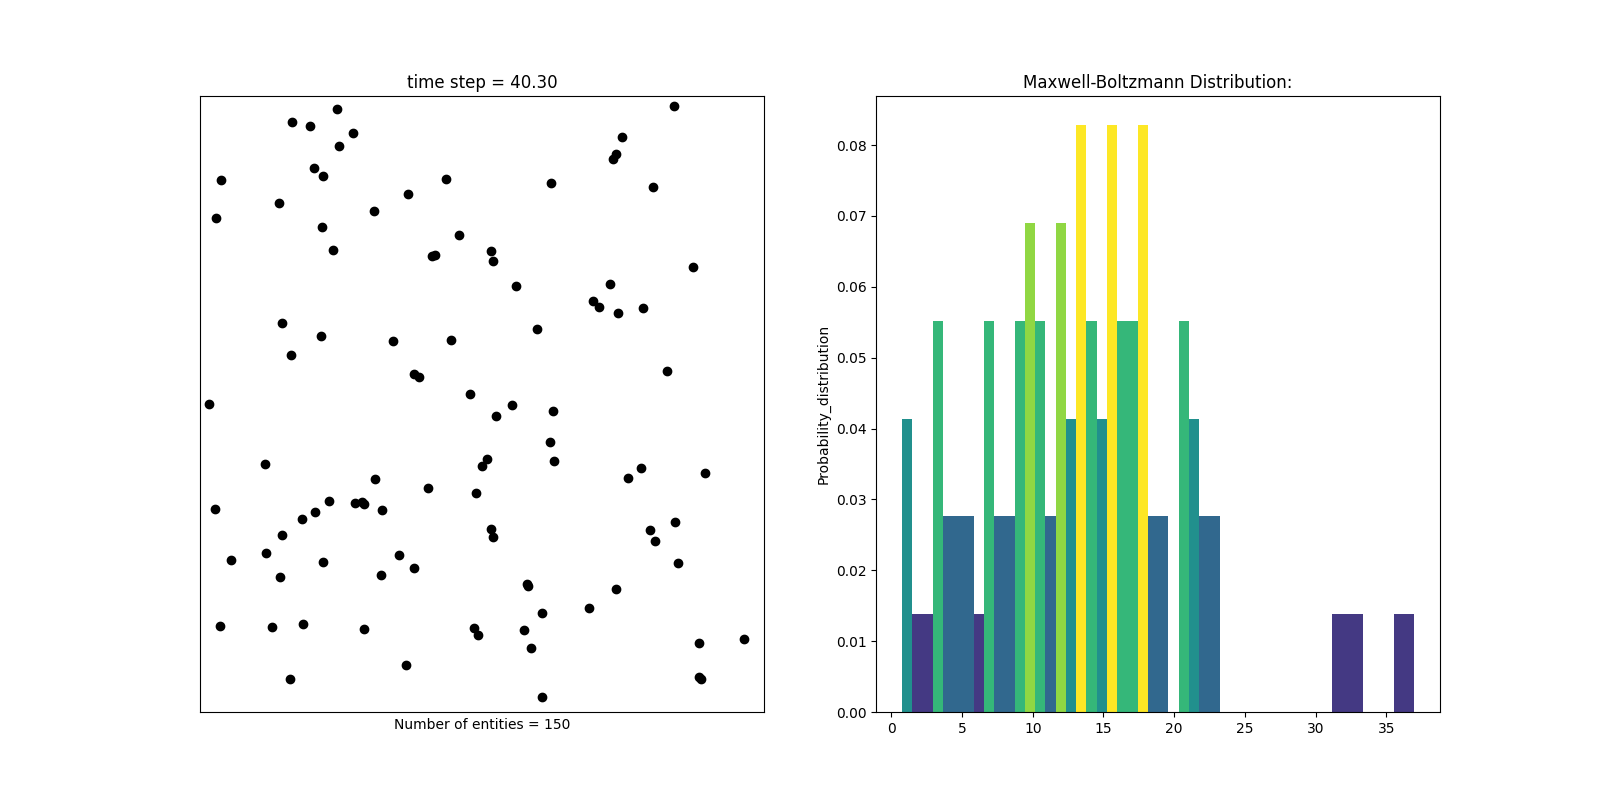 time step = 40.30
Number of entities = 150
Maxwell-Boltzmann Distribution:
Probability_distribution
0.08
0.07
0.06
0.05
0.04
0.03
0.02
0.01
0.00
0 5 10 15 20 25 30 35